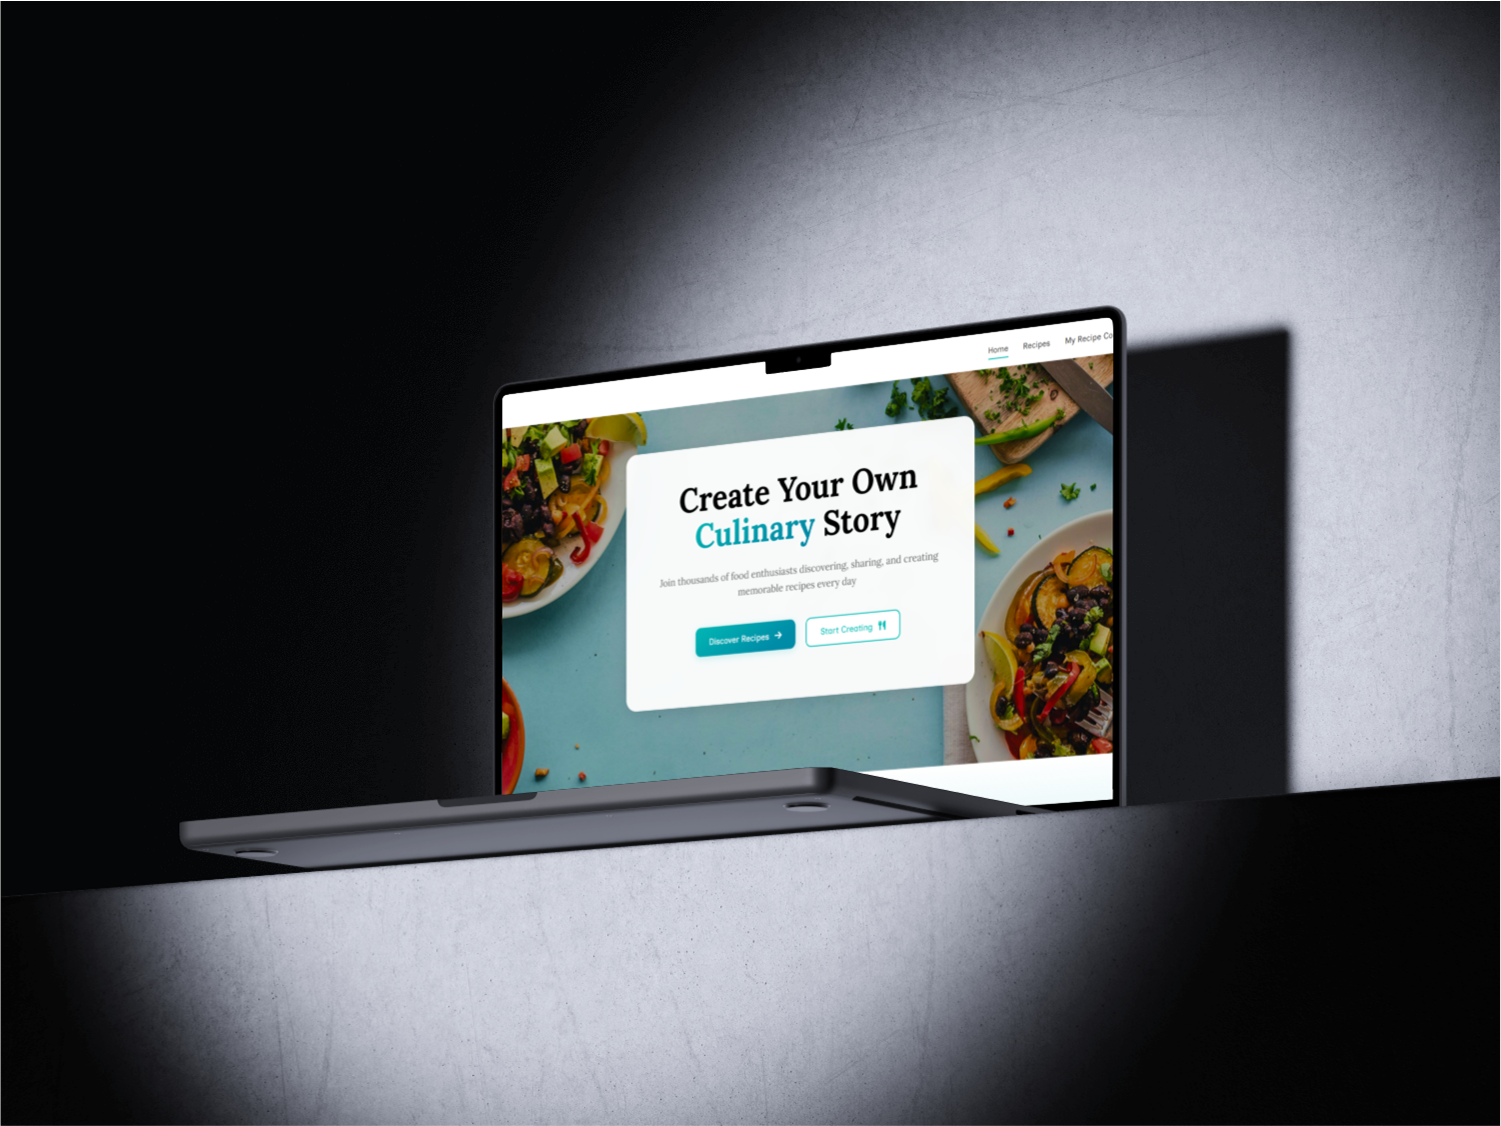 Home Recipes My Recipe Co
Create Your Own
Culinary Story
Join thousands of food enthusiasts discovering, sharing, and creating
memorable recipes every day
Discover Recipes
Start Creating